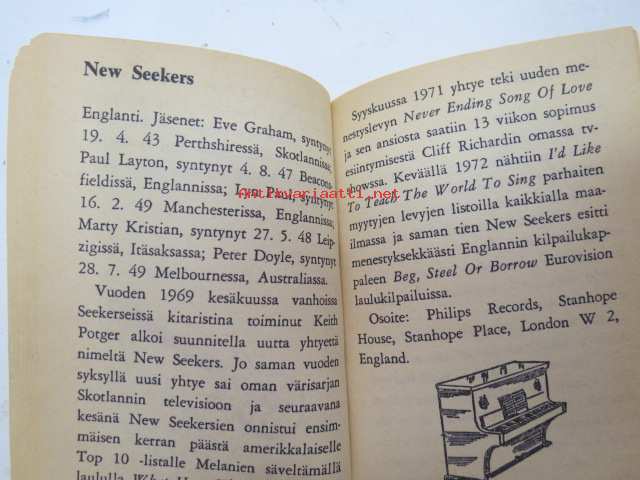 New Seekers
Englanti. Jäsenet: Eve Graham, syntynyt
19. 4. 43 Perthshiressä, Skotlannissa;
Paul Layton, syntynyt 4. 8. 47 Beacons-
fieldissä, Englannissa; Lyn Paul, syntynyt
16. 2. 49 Manchesterissa, Englannissa;
Marty Kristian, syntynyt 27. 5. 48 Leip-
zigissa, Itäsaksassa; Peter Doyle, syntynyt
28. 7. 49 Melbournessa, Australiassa.
Vuoden 1969 kesäkuussa vanhoissa
Seekerseissä kitaristina toiminut Keith
Potger alkoi suunnitella uutta yhtyettä
nimeltä New Seekers. Jo saman vuoden
syksyllä uusi yhtye sai oman värisarjan
Skotlannin televisioon ja seuraavana
kesänä New Seekersien onnistui ensim-
mäisen kerran päästä amerikkalaiselle
Top 10 -listalle Melanien säveltämällä
laululla What
Syyskuussa 1971 yhtye teki uuden me-
nestyslevyn Never Ending Song Of Love
ja sen ansiosta saatiin 13 viikon sopimus
esiintymisestä Cliff Richardin omassa tv-
showssa. Keväällä 1972 nähtiin I'd Like
To Teach The World To Sing parhaiten
myytyjen levyjen listoilla kaikkialla maa-
ilmassa ja saman tien New Seekers esitti
menestyksekkäästi Englannin kilpailukap-
paleen Beg, Steel Or Borrow Eurovision
laulukilpailuissa.
Osoite: Philips Records, Stanhope
House, Stanhope Place, London W 2,
England.
antikvariaatti.net